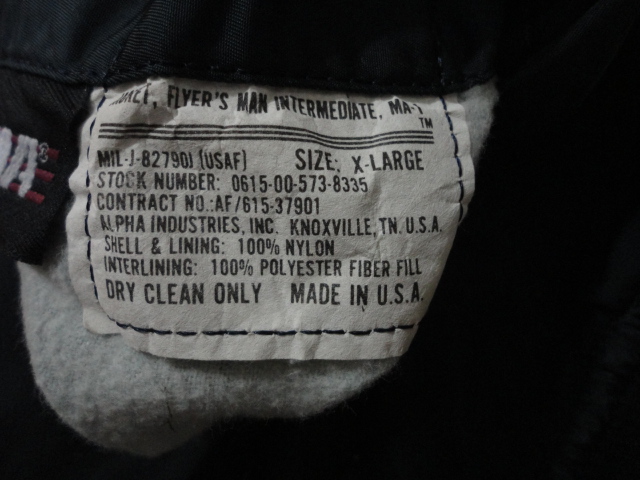 FLYER'S MAN INTERMEDIATE, MA-1
TM
MIL-J-82790J (USAF) SIZE: X-LARGE
STOCK NUMBER: 0615-00-573-8335
CONTRACT NO.:AF/615-37901
ALPHA INDUSTRIES, INC. KNOXVILLE, TN. U.S.A.
SHELL & LINING: 100% NYLON
INTERLINING: 100% POLYESTER FIBER FILL
DRY CLEAN ONLY MADE IN U.S.A.